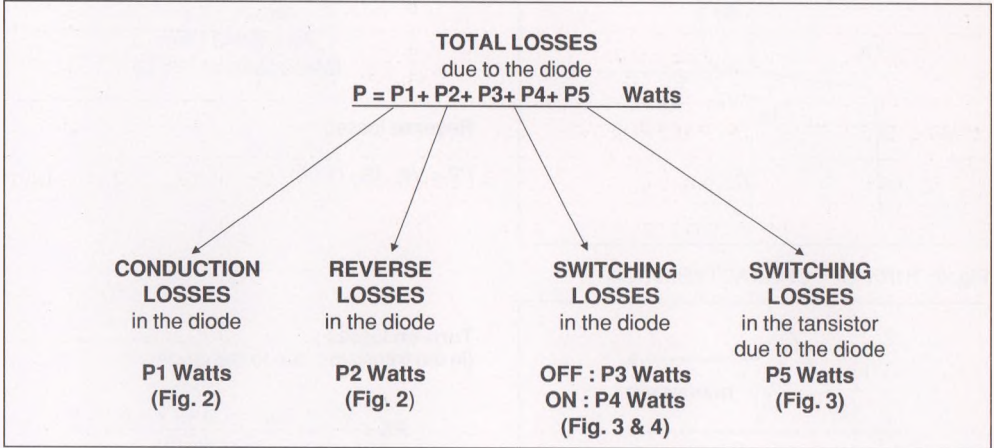 TOTAL LOSSES
due to the diode
P = P1+ P2+ P3+ P4+ P5 Watts
CONDUCTION
LOSSES
in the diode
P1 Watts
(Fig. 2)
REVERSE
LOSSES
in the diode
P2 Watts
(Fig. 2)
SWITCHING
LOSSES
in the diode
OFF : P3 Watts
ON : P4 Watts
(Fig. 3 & 4)
SWITCHING
LOSSES
in the tansistor
due to the diode
P5 Watts
(Fig. 3)